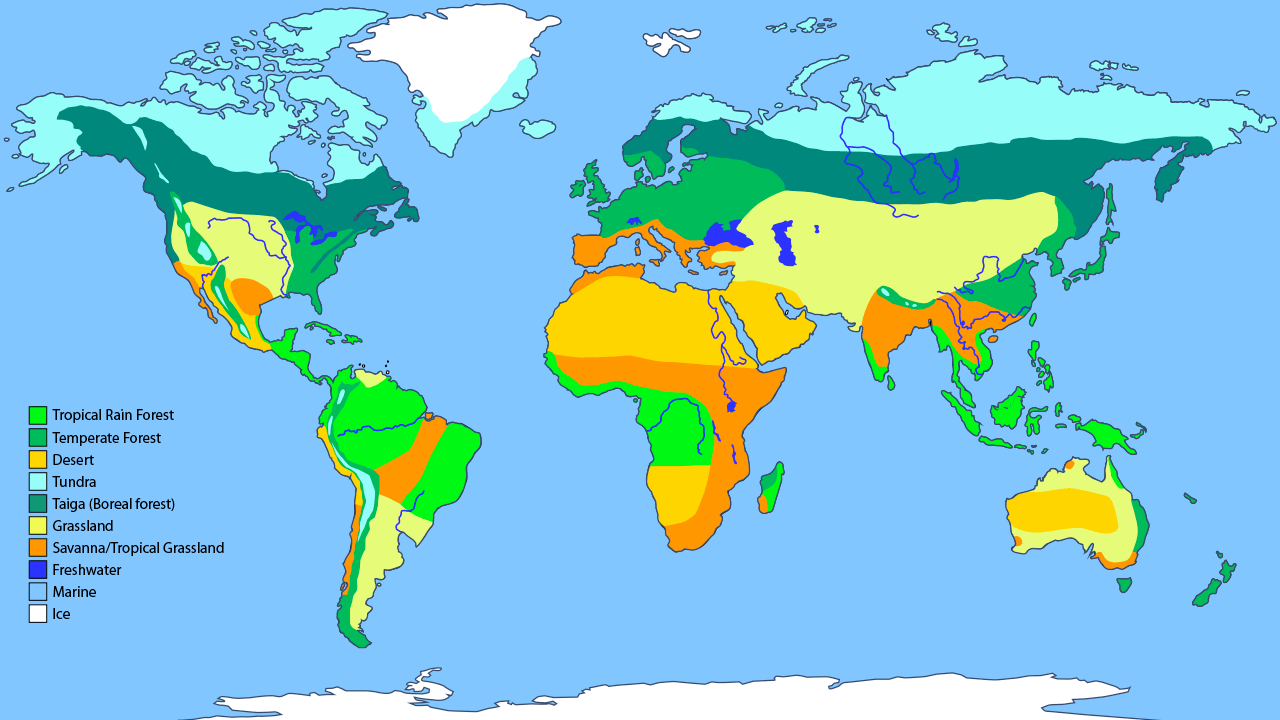 Tropical Rain Forest
Temperate Forest
Desert
Tundra
Taiga (Boreal forest)
Grassland
Savanna/Tropical Grassland
Freshwater
Marine
Ice